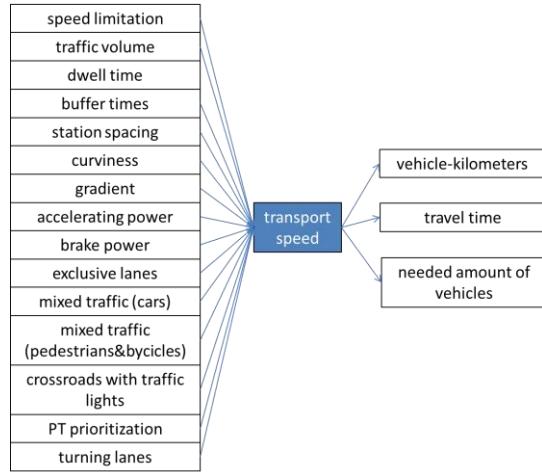 speed limitation
traffic volume
dwell time
buffer times
station spacing
curviness
gradient
accelerating power
brake power
exclusive lanes
mixed traffic (cars)
mixed traffic
(pedestrians&bycicles)
crossroads with traffic
lights
PT prioritization
turning lanes
transport
speed
vehicle-kilometers
travel time
needed amount of
vehicles